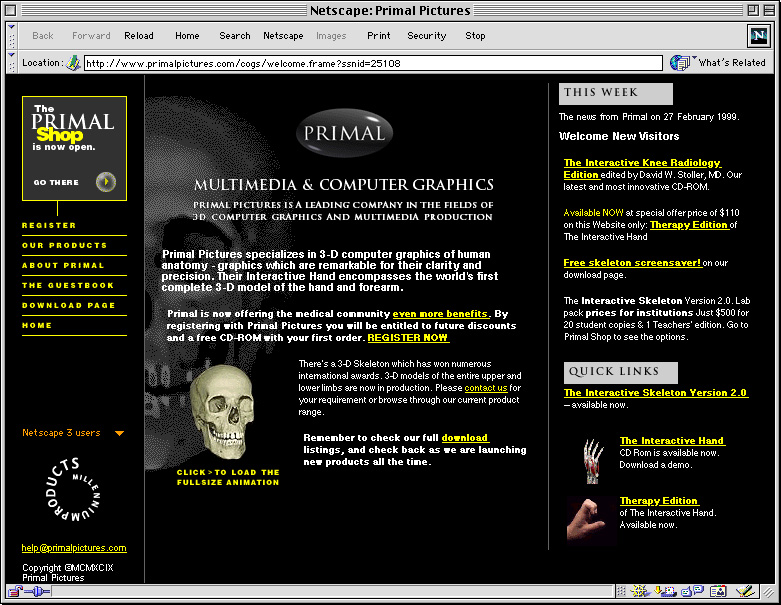 Netscape: Primal Pictures
Back Forward Reload Home Search Netscape Images Print Security Stop
N
Location: http://www.primalpictures.com/cogs/welcome.frame?ssnid=25108 What's Related
The
PRIMAL
Shop
is now open.
GO THERE
REGISTER
OUR PRODUCTS
ABOUT PRIMAL
THE GUESTBOOK
DOWNLOAD PAGE
HOME
Netscape 3 users
MILLENNIUM PRODUCTS
help@primalpictures.com
Copyright ©MCMXCIX
Primal Pictures
PRIMAL
MULTIMEDIA & COMPUTER GRAPHICS
PRIMAL PICTURES IS A LEADING COMPANY IN THE FIELDS OF
3D COMPUTER GRAPHICS AND MULTIMEDIA PRODUCTION
Primal Pictures specializes in 3-D computer graphics of human
anatomy - graphics which are remarkable for their clarity and
precision. Their Interactive Hand encompasses the world's first
complete 3-D model of the hand and forearm.
Primal is now offering the medical community even more benefits. By
registering with Primal Pictures you will be entitled to future discounts
and a free CD-ROM with your first order. REGISTER NOW
There's a 3-D Skeleton which has won numerous
international awards. 3-D models of the entire upper and
lower limbs are now in production. Please contact us for
your requirement or browse through our current product
range.
Remember to check our full download
listings, and check back as we are launching
new products all the time.
CLICK > TO LOAD THE
FULLSIZE ANIMATION
THIS WEEK
The news from Primal on 27 February 1999.
Welcome New Visitors
The Interactive Knee Radiology
Edition edited by David W. Stoller, MD. Our
latest and most innovative CD-ROM.
Available NOW at special offer price of $110
on this Website only: Therapy Edition of
The Interactive Hand
Free skeleton screensaver! on our
download page.
The Interactive Skeleton Version 2.0. Lab
pack prices for institutions Just $500 for
20 student copies & 1 Teachers' edition. Go to
Primal Shop to see the options.
QUICK LINKS
The Interactive Skeleton Version 2.0
– available now.
The Interactive Hand
CD Rom is available now.
Download a demo.
Therapy Edition
of The Interactive Hand.
Available now.